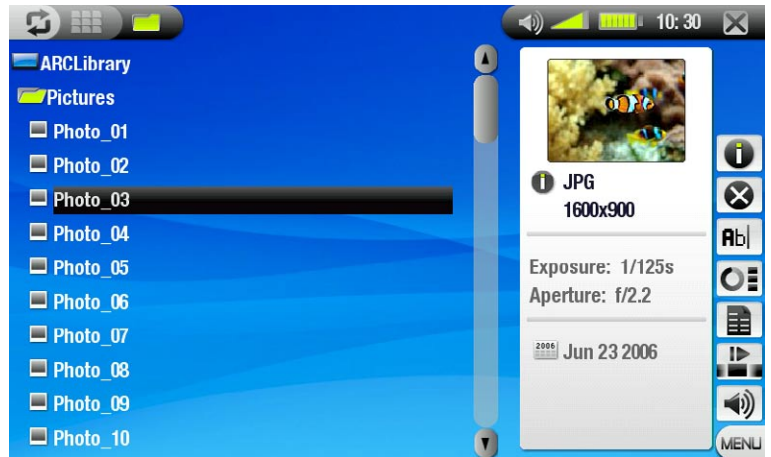 10:30
ARCLibrary
Pictures
Photo_01
Photo_02
Photo_03
Photo_04
Photo_05
Photo_06
Photo_07
Photo_08
Photo_09
Photo_10
JPG
1600x900
Exposure: 1/125s
Aperture: f/2.2
2006 Jun 23 2006
Ab|
MENU